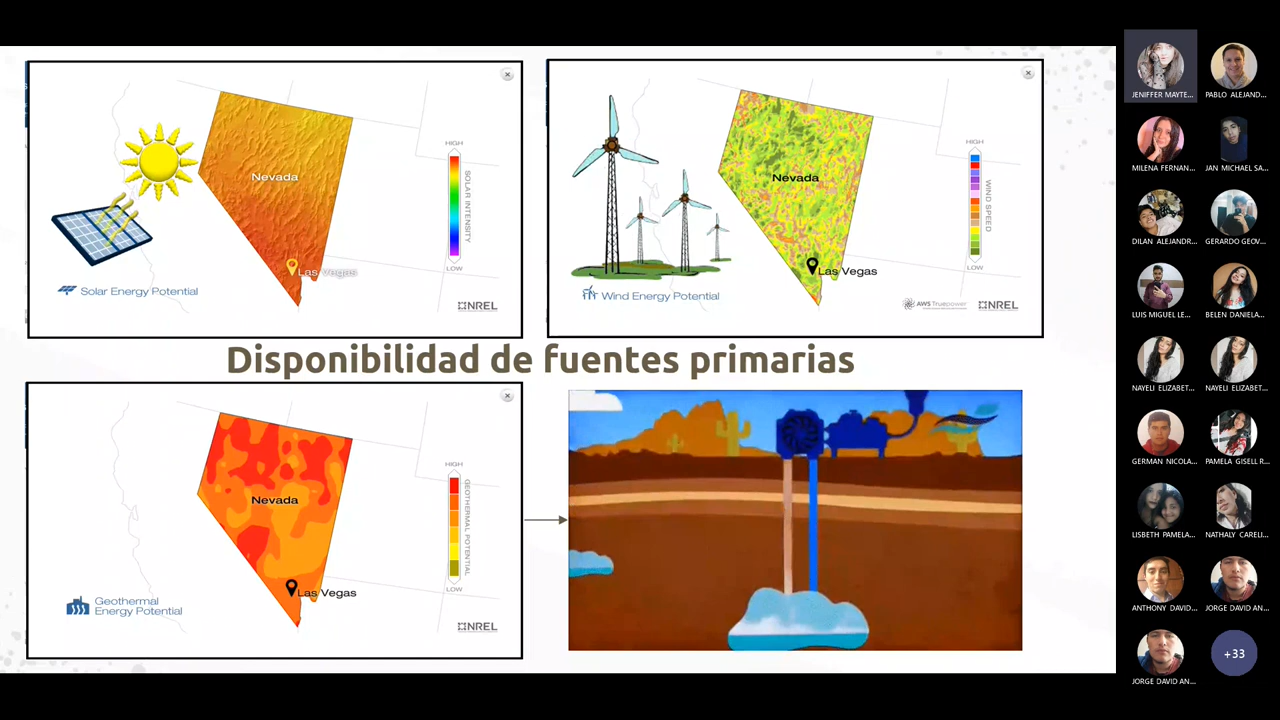 Nevada
HIGH
SOLAR INTENSITY
LOW
Las Vegas
Solar Energy Potential
NREL
Nevada
HIGH
WIND SPEED
LOW
Las Vegas
Wind Energy Potential
AWS Truepower
NREL
Disponibilidad de fuentes primarias
Nevada
HIGH
GEOTHERMAL POTENTIAL
LOW
Las Vegas
Geothermal
Energy Potential
NREL
JENIFFER MAYTE...
PABLO ALEJAND...
MILENA FERNAN...
JAN MICHAEL SA...
DILAN ALEJANDR...
GERARDO GEOV...
LUIS MIGUEL LE...
BELEN DANIELA...
NAYELI ELIZABET...
NAYELI ELIZABET...
GERMAN NICOLA...
PAMELA GISELL R...
LISBETH PAMELA...
NATHALY CARELI...
ANTHONY DAVID...
JORGE DAVID AN...
JORGE DAVID AN...
+33